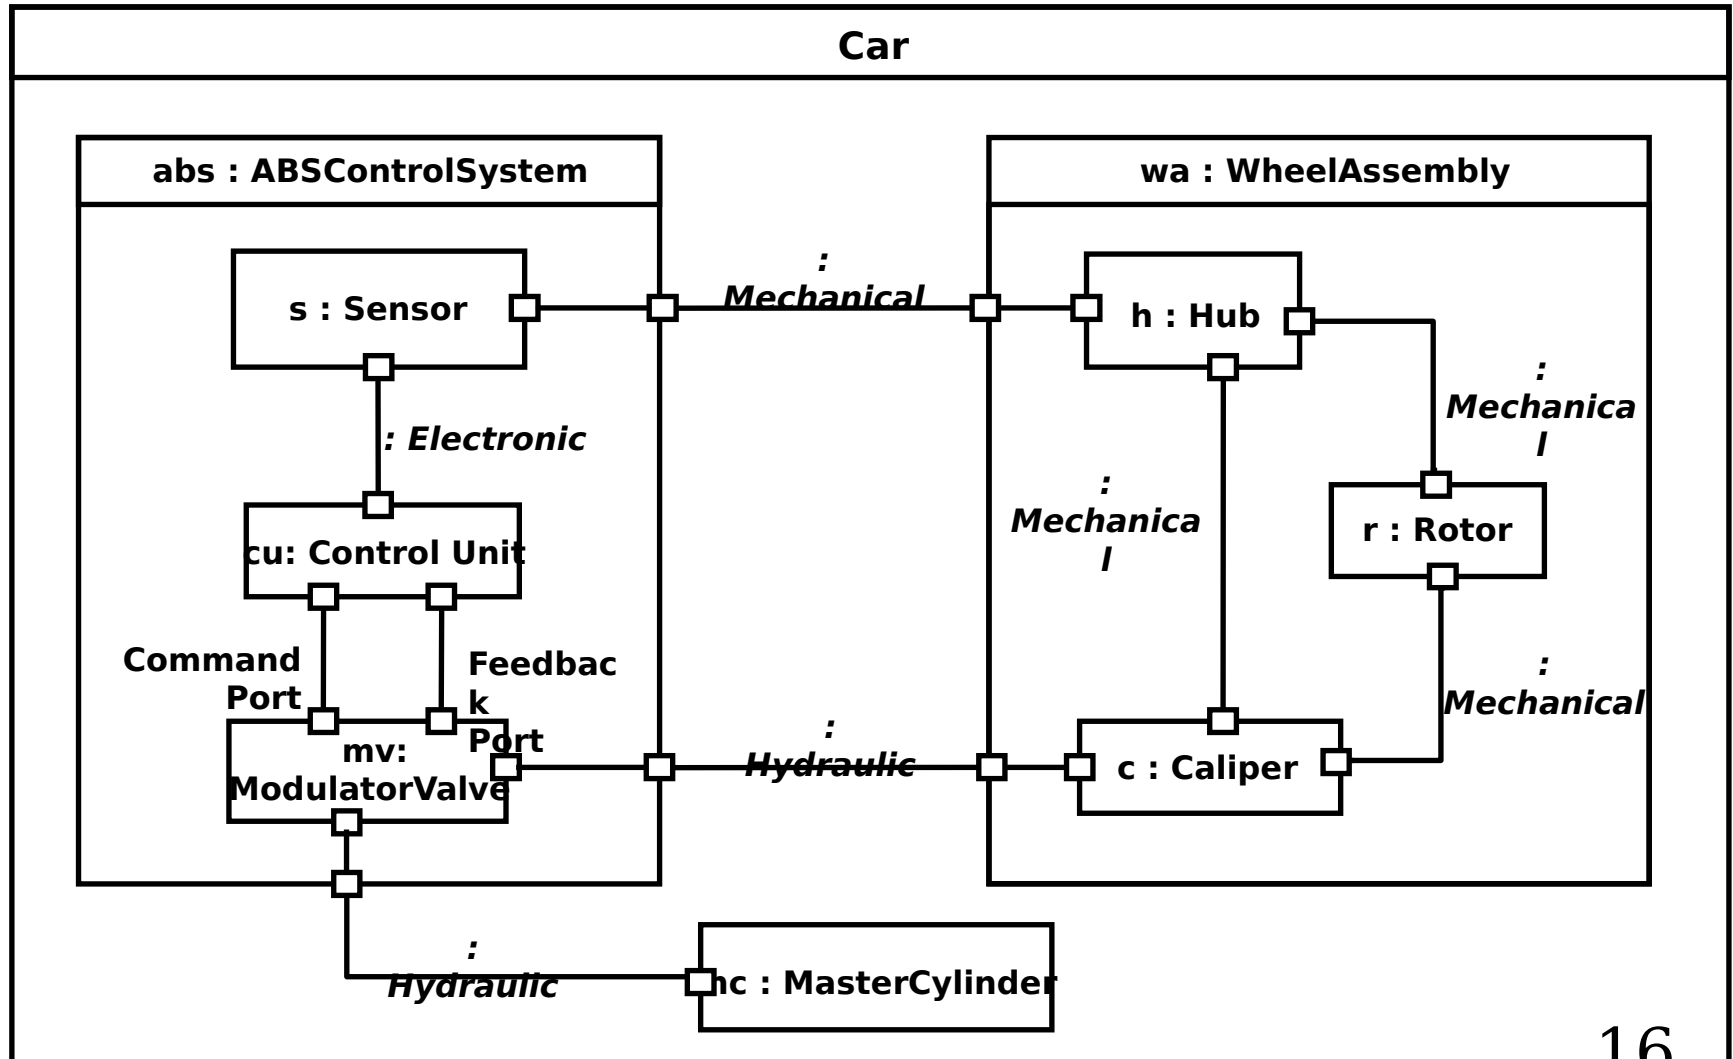 Car
abs : ABSControlSystem
wa : WheelAssembly
:
Mechanical
s : Sensor
h : Hub
:
Mechanica
l
: Electronic
:
Mechanica
l
r : Rotor
cu: Control Unit
Command
Port
Feedbac
k
Port
:
Mechanical
:
Hydraulic
mv:
ModulatorValve
c : Caliper
:
Hydraulic
mc : MasterCylinder
16